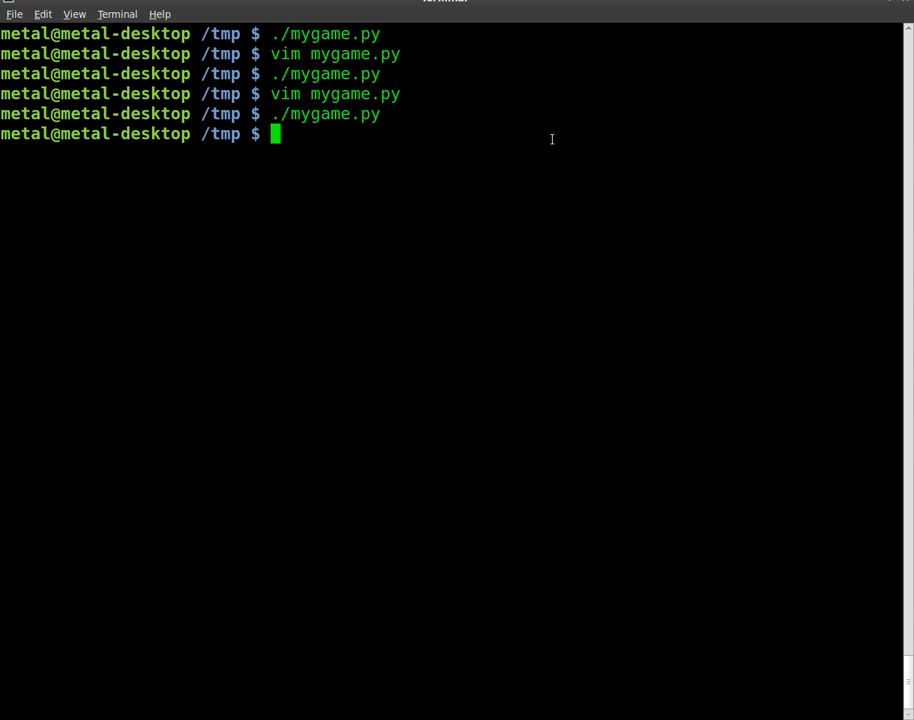 File Edit View Terminal Help
metal@metal-desktop /tmp $ ./mygame.py
metal@metal-desktop /tmp $ vim mygame.py
metal@metal-desktop /tmp $ ./mygame.py
metal@metal-desktop /tmp $ vim mygame.py
metal@metal-desktop /tmp $ ./mygame.py
metal@metal-desktop /tmp $